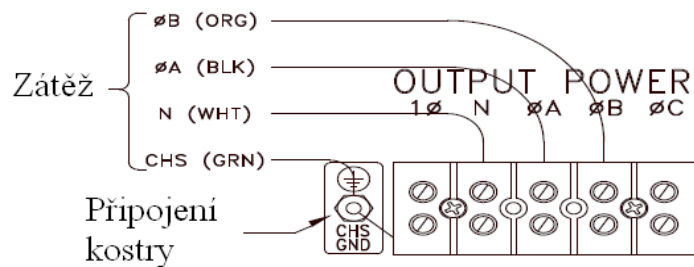 øB (ORG)
øA (BLK)
Zátěž
N (WHT)
CHS (GRN)
OUTPUT POWER
1ø N øA øB øC
Připojení
kostry
CHS
GND